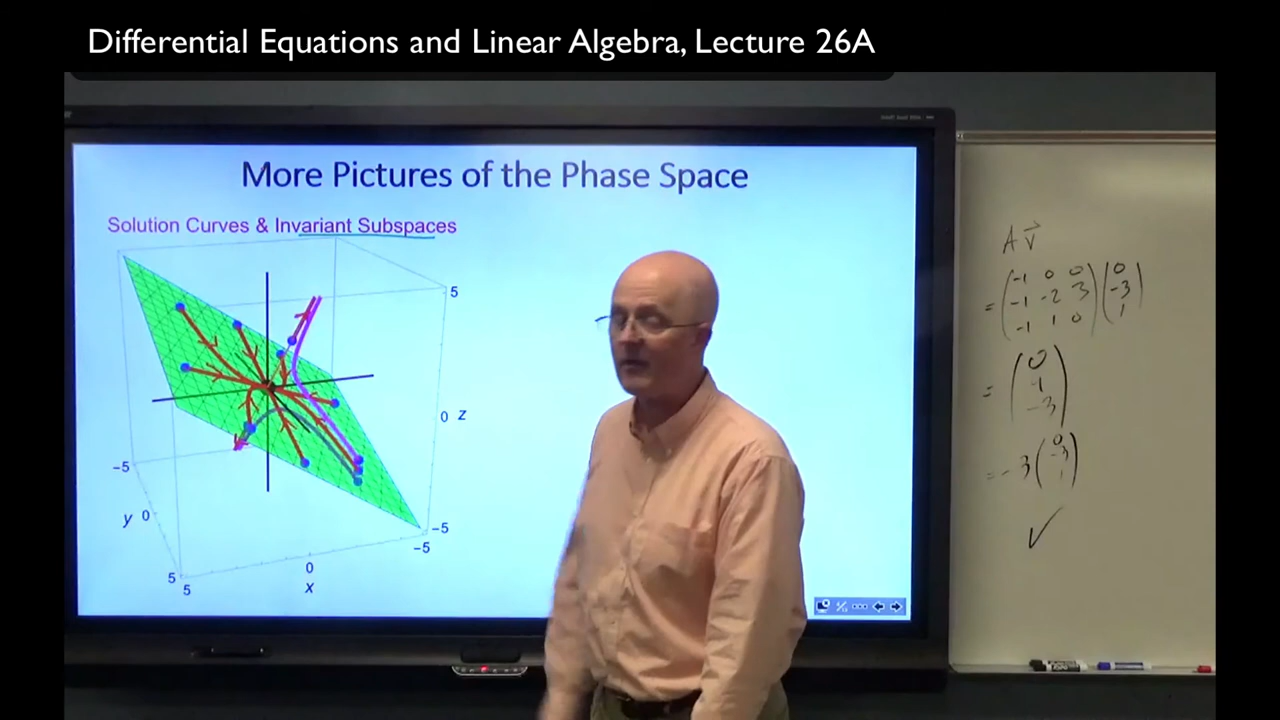 Differential Equations and Linear Algebra, Lecture 26A
More Pictures of the Phase Space
Solution Curves & Invariant Subspaces
5
0 z
-5
-5
y 0
5
5
0
x
-5
A v⃗
= (-1 0 0) (0)
-1 -2 3 -3
-1 1 0 1
= (0
-3)
= -3 (0
-3
1)
✓